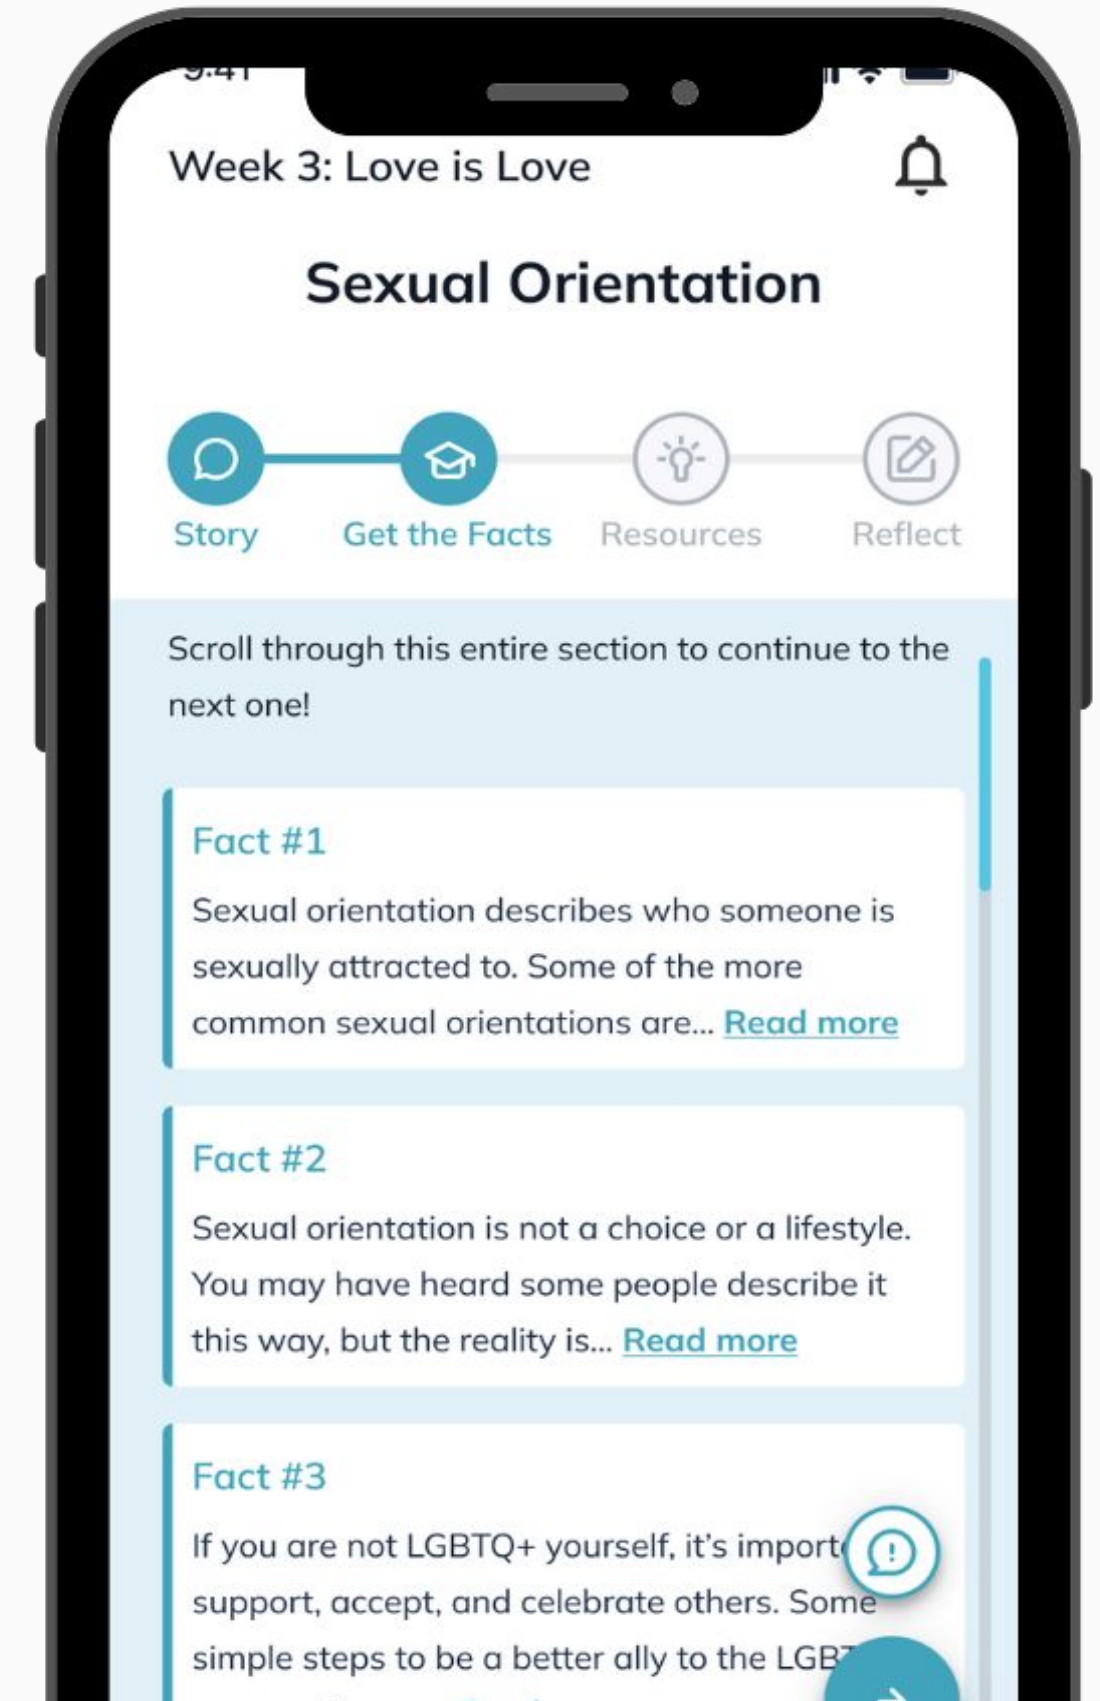 9:41
Week 3: Love is Love
Sexual Orientation
Story
Get the Facts
Resources
Reflect
Scroll through this entire section to continue to the
next one!
Fact #1
Sexual orientation describes who someone is
sexually attracted to. Some of the more
common sexual orientations are... Read more
Fact #2
Sexual orientation is not a choice or a lifestyle.
You may have heard some people describe it
this way, but the reality is... Read more
Fact #3
If you are not LGBTQ+ yourself, it's
support, accept, and celebrate others. Some
simple steps to be a better ally to the